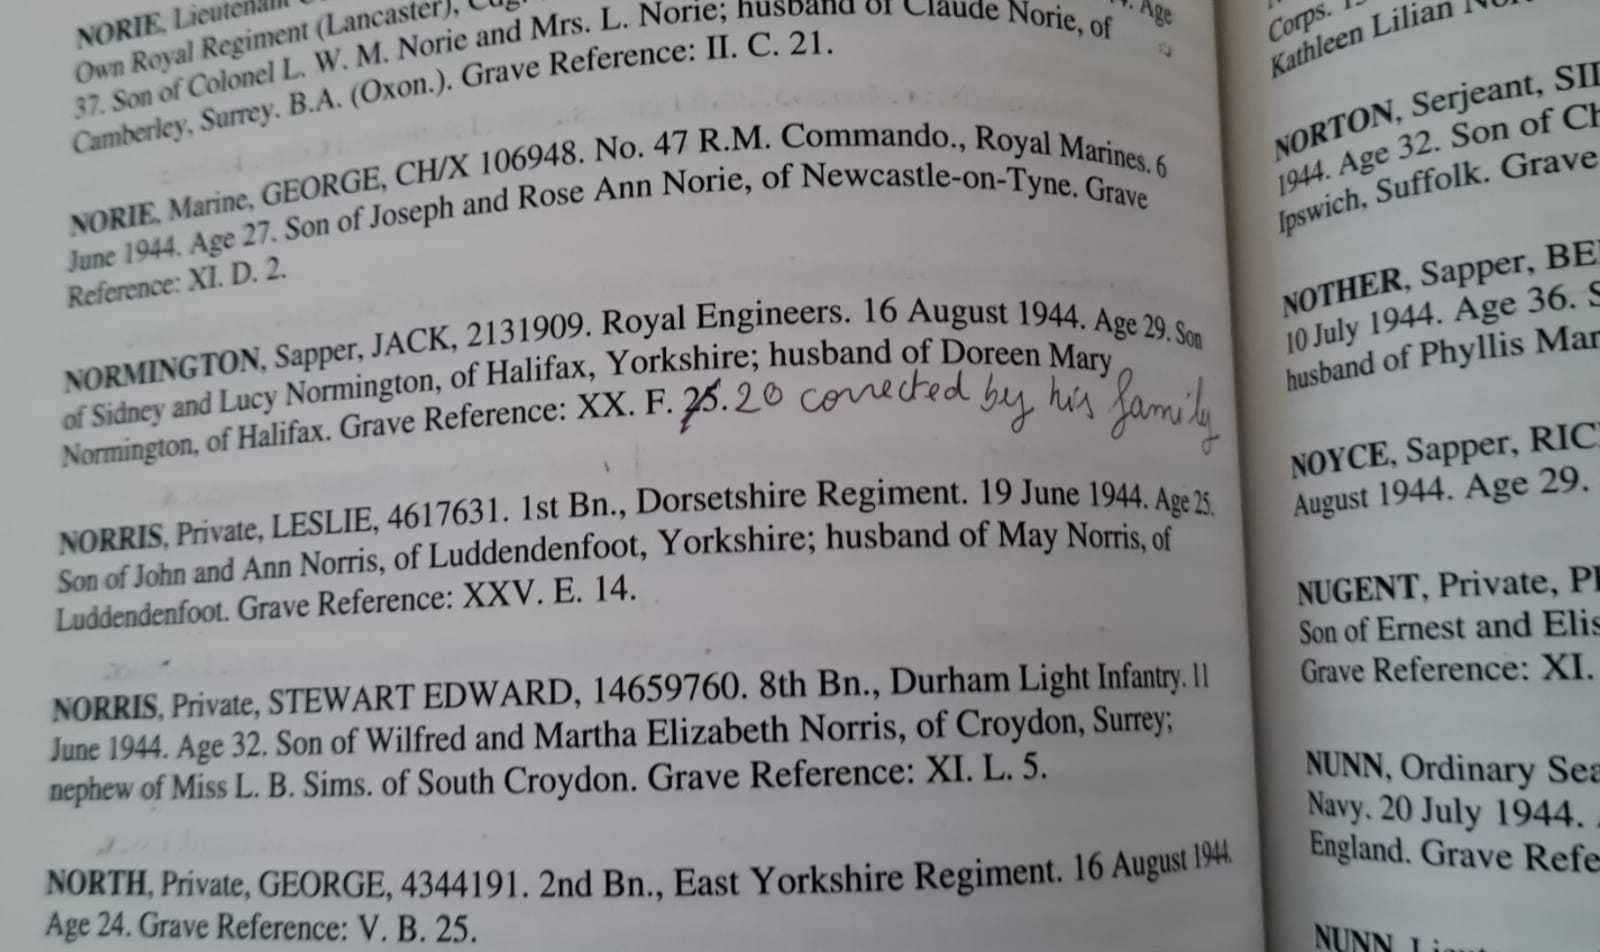 NORIE, Lieutenant
Own Royal Regiment (Lancaster), Age
37. Son of Colonel L. W. M. Norie and Mrs. L. Norie; husband of Claude Norie, of
Camberley, Surrey. B.A. (Oxon.). Grave Reference: II. C. 21.
NORIE, Marine, GEORGE, CH/X 106948. No. 47 R.M. Commando., Royal Marines. 6
June 1944. Age 27. Son of Joseph and Rose Ann Norie, of Newcastle-on-Tyne. Grave
Reference: XI. D. 2.
NORMINGTON, Sapper, JACK, 2131909. Royal Engineers. 16 August 1944. Age 29. Son
of Sidney and Lucy Normington, of Halifax, Yorkshire; husband of Doreen Mary
Normington, of Halifax. Grave Reference: XX. F. 25. 20 corrected by his family
NORRIS, Private, LESLIE, 4617631. 1st Bn., Dorsetshire Regiment. 19 June 1944. Age 25.
Son of John and Ann Norris, of Luddendenfoot, Yorkshire; husband of May Norris, of
Luddendenfoot. Grave Reference: XXV. E. 14.
NORRIS, Private, STEWART EDWARD, 14659760. 8th Bn., Durham Light Infantry. 11
June 1944. Age 32. Son of Wilfred and Martha Elizabeth Norris, of Croydon, Surrey;
nephew of Miss L. B. Sims. of South Croydon. Grave Reference: XI. L. 5.
NORTH, Private, GEORGE, 4344191. 2nd Bn., East Yorkshire Regiment. 16 August 1944.
Age 24. Grave Reference: V. B. 25.
Corps.
Kathleen Lilian
NORTON, Serjeant,
1944. Age 32. Son of
Ipswich, Suffolk. Grave
NOTHER, Sapper,
10 July 1944. Age 36.
husband of Phyllis
NOYCE, Sapper,
August 1944. Age 29.
NUGENT, Private,
Son of Ernest and
Grave Reference: XI.
NUNN, Ordinary
Navy. 20 July 1944.
England. Grave
NUNN,